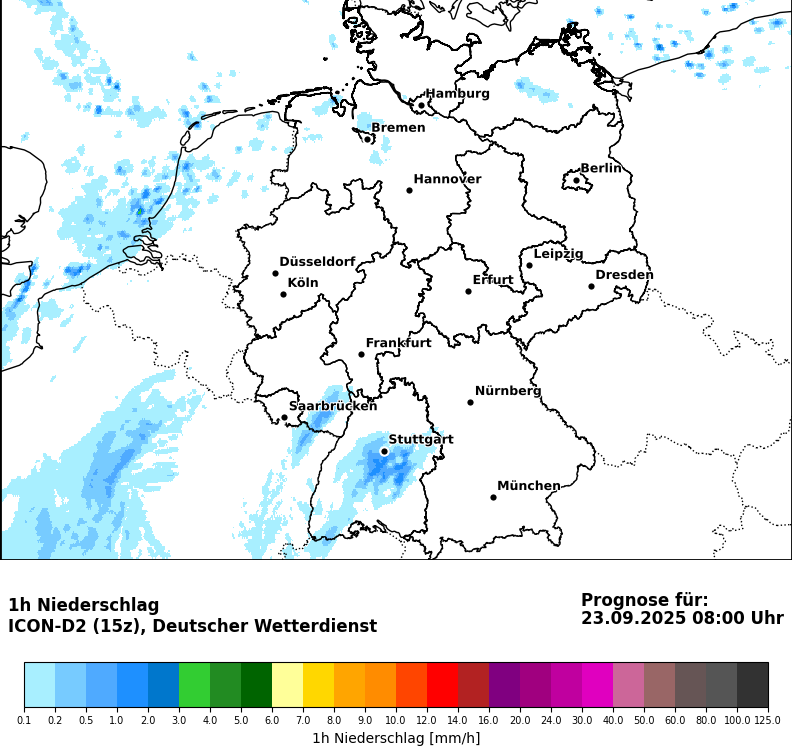 Hamburg
Bremen
Berlin
Hannover
Leipzig
Düsseldorf
Dresden
Köln
Erfurt
Frankfurt
Nürnberg
Saarbrücken
Stuttgart
München
1h Niederschlag
ICON-D2 (15z), Deutscher Wetterdienst
Prognose für:
23.09.2025 08:00 Uhr
0.1 0.2 0.5 1.0 2.0 3.0 4.0 5.0 6.0 7.0 8.0 9.0 10.0 12.0 14.0 16.0 20.0 24.0 30.0 40.0 50.0 60.0 80.0 100.0 125.0
1h Niederschlag [mm/h]